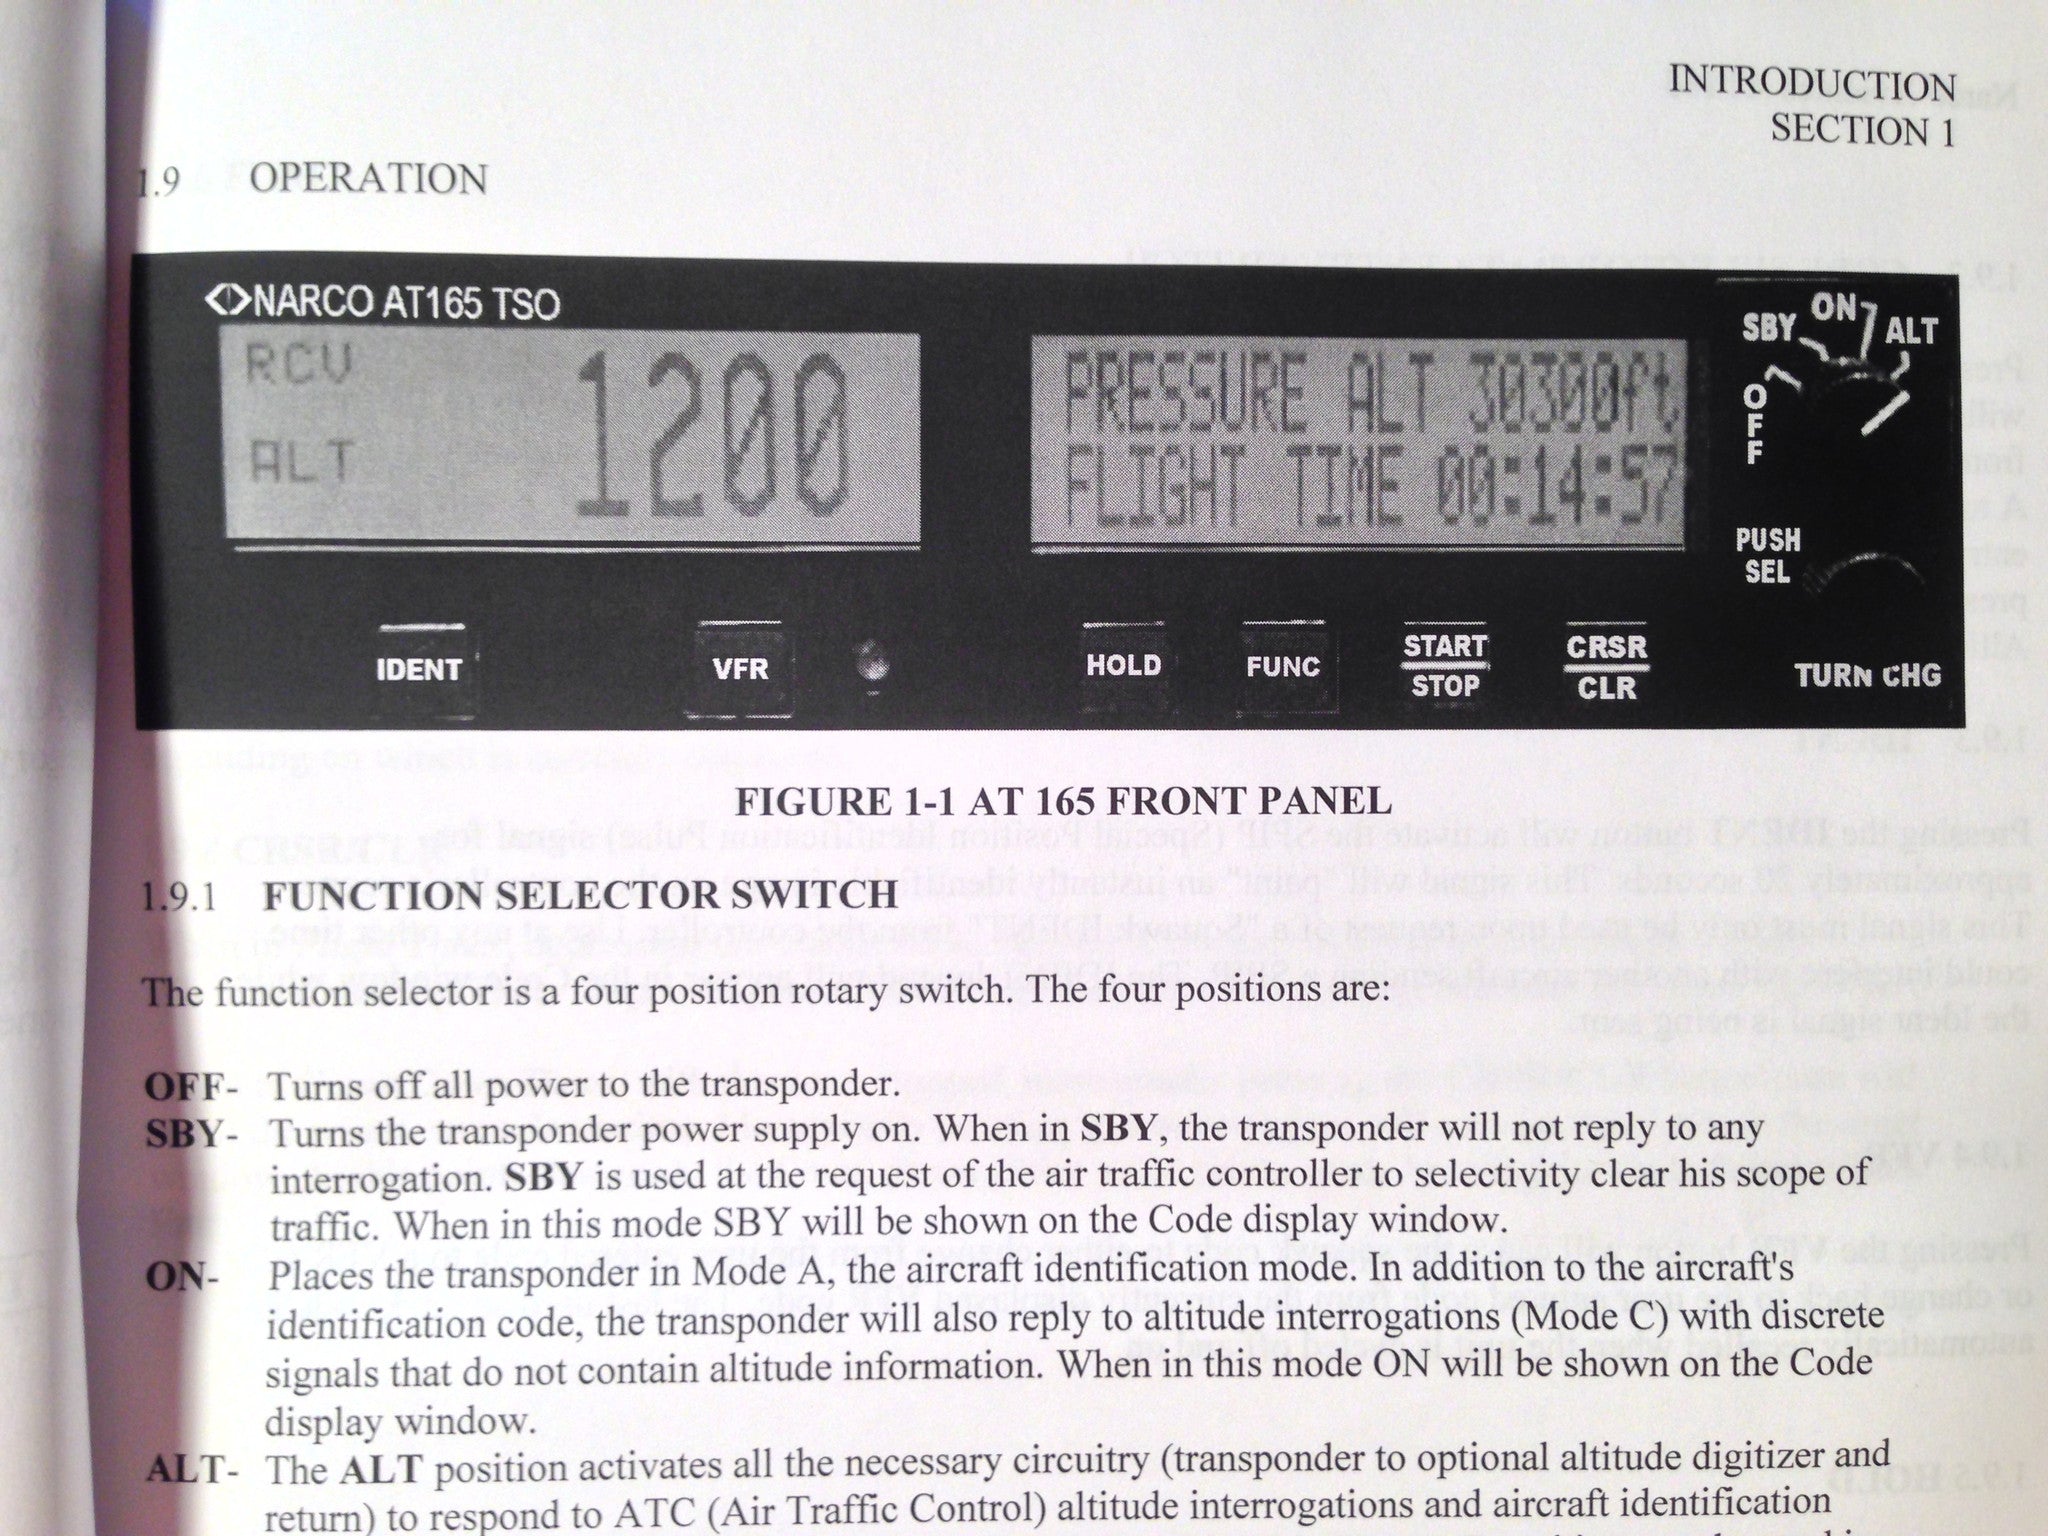 INTRODUCTION
SECTION 1
1.9 OPERATION
NARCO AT165 TSO
RCV
ALT
1200
PRESSURE ALT 30300ft
FLIGHT TIME 00:14:57
OFF
SBY
ON
ALT
PUSH
SEL
IDENT
VFR
HOLD
FUNC
START
STOP
CRSR
CLR
TURN CHG
FIGURE 1-1 AT 165 FRONT PANEL
1.9.1 FUNCTION SELECTOR SWITCH
The function selector is a four position rotary switch. The four positions are:
OFF- Turns off all power to the transponder.
SBY- Turns the transponder power supply on. When in SBY, the transponder will not reply to any
interrogation. SBY is used at the request of the air traffic controller to selectivity clear his scope of
traffic. When in this mode SBY will be shown on the Code display window.
ON- Places the transponder in Mode A, the aircraft identification mode. In addition to the aircraft's
identification code, the transponder will also reply to altitude interrogations (Mode C) with discrete
signals that do not contain altitude information. When in this mode ON will be shown on the Code
display window.
ALT- The ALT position activates all the necessary circuitry (transponder to optional altitude digitizer and
return) to respond to ATC (Air Traffic Control) altitude interrogations and aircraft identification